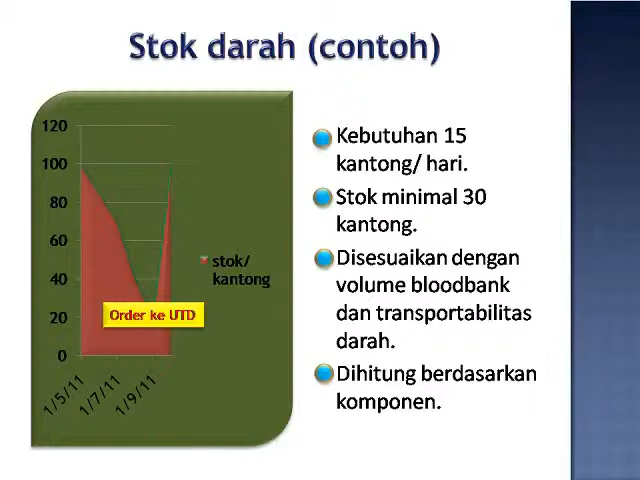 Stok darah (contoh)
120
100
80
60
40
20
0
1/5/11
1/7/11
1/9/11
Order ke UTD
stok/
kantong
Kebutuhan 15
kantong/ hari.
Stok minimal 30
kantong.
Disesuaikan dengan
volume bloodbank
dan transportabilitas
darah.
Dihitung berdasarkan
komponen.